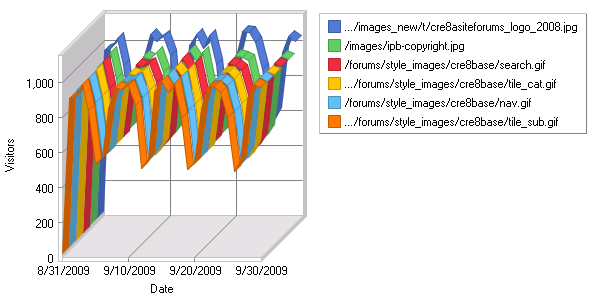 .../images_new/t/cre8asiteforums_logo_2008.jpg
/images/ipb-copyright.jpg
/forums/style_images/cre8base/search.gif
.../forums/style_images/cre8base/tile_cat.gif
/forums/style_images/cre8base/nav.gif
.../forums/style_images/cre8base/tile_sub.gif
Visitors
1,000
800
600
400
200
0
8/31/2009 9/10/2009 9/20/2009 9/30/2009
Date